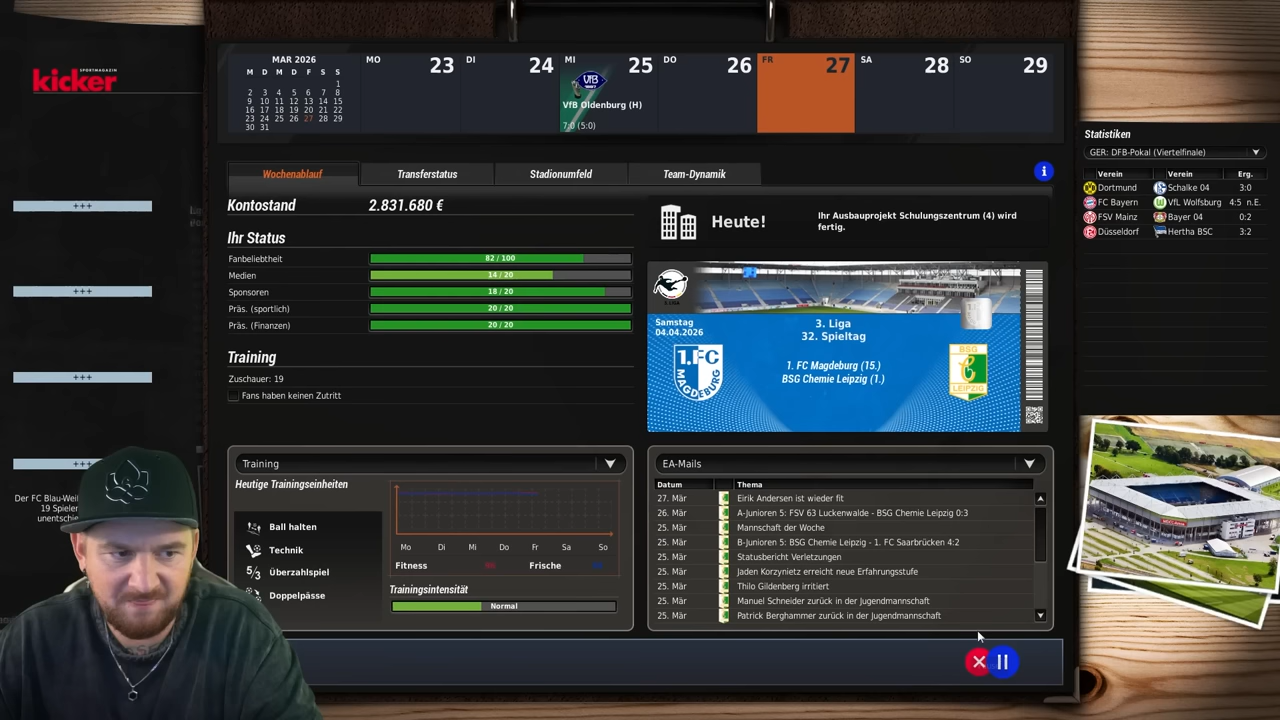 kicker
SPORTMAGAZIN
+++
+++
+++
+++
Der FC Blau-Wei
19 Spieler
unentschie
MAR 2026
M D M D F S S
1
2 3 4 5 6 7 8
9 10 11 12 13 14 15
16 17 18 19 20 21 22
23 24 25 26 27 28 29
30 31
MO 23
DI 24
MI 25
VfB Oldenburg (H)
7:0 (5:0)
DO 26
FR 27
SA 28
SO 29
Wochenablauf
Transferstatus
Stadionumfeld
Team-Dynamik
Kontostand 2.831.680 €
Ihr Status
Fanbeliebtheit 82 / 100
Medien 14 / 20
Sponsoren 18 / 20
Präs. (sportlich) 20 / 20
Präs. (Finanzen) 20 / 20
Training
Zuschauer: 19
Fans haben keinen Zutritt
Heute!
Ihr Ausbauprojekt Schulungszentrum (4) wird
fertig.
Samstag
04.04.2026
3. Liga
32. Spieltag
1. FC Magdeburg (15.)
BSG Chemie Leipzig (1.)
1.FC
MAGDEBURG
BSG
C
LEIPZIG
Training
Heutige Trainingseinheiten
Ball halten
Technik
5/3 Überzahlspiel
Doppelpässe
Mo Di Mi Do Fr Sa So
Fitness
Frische
Trainingsintensität
Normal
EA-Mails
Datum Thema
27. Mär Eirik Andersen ist wieder fit
26. Mär A-Junioren 5: FSV 63 Luckenwalde - BSG Chemie Leipzig 0:3
25. Mär Mannschaft der Woche
25. Mär B-Junioren 5: BSG Chemie Leipzig - 1. FC Saarbrücken 4:2
25. Mär Statusbericht Verletzungen
25. Mär Jaden Korzynietz erreicht neue Erfahrungsstufe
25. Mär Thilo Gildenberg irritiert
25. Mär Manuel Schneider zurück in der Jugendmannschaft
25. Mär Patrick Berghammer zurück in der Jugendmannschaft
Statistiken
GER: DFB-Pokal (Viertelfinale)
Verein Verein Erg.
Dortmund Schalke 04 3:0
FC Bayern VfL Wolfsburg 4:5 n.E.
FSV Mainz Bayer 04 0:2
Düsseldorf Hertha BSC 3:2